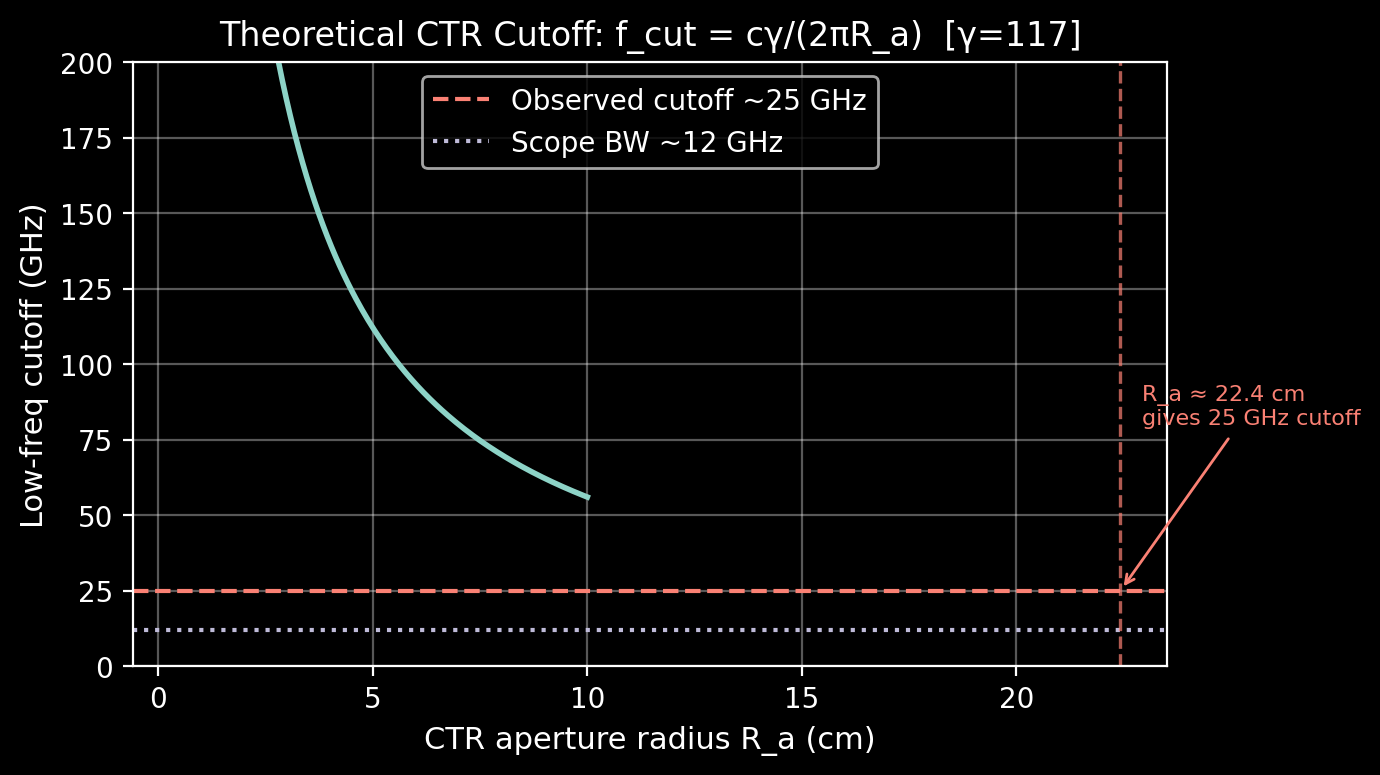 Theoretical CTR Cutoff: f_cut = cγ/(2πR_a)  [γ=117]
Observed cutoff ~25 GHz
Scope BW ~12 GHz
Low-freq cutoff (GHz)
200
175
150
125
100
75
50
25
0
R_a ≈ 22.4 cm
gives 25 GHz cutoff
0 5 10 15 20
CTR aperture radius R_a (cm)